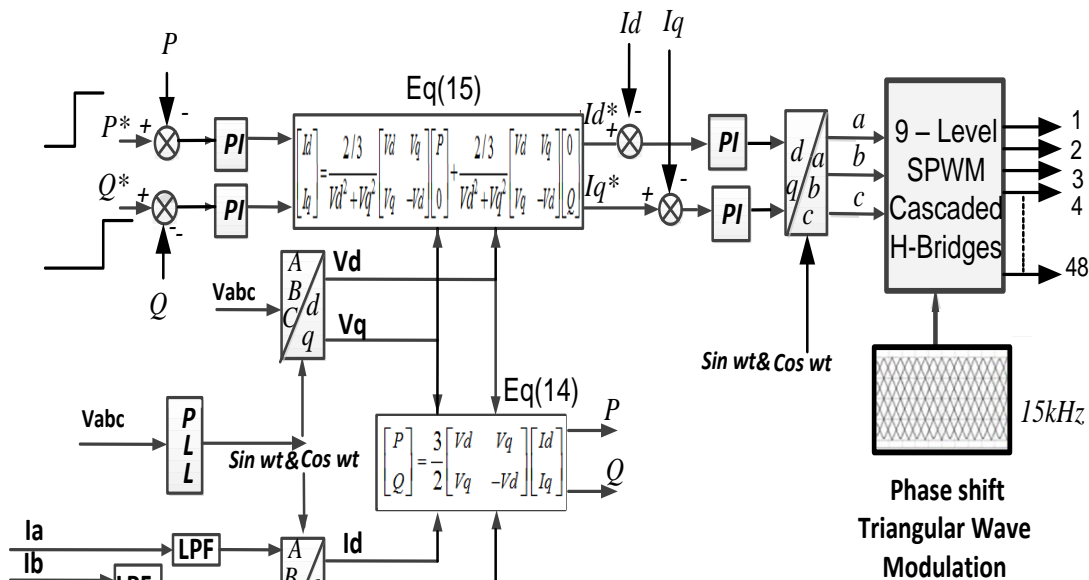 P
Id Iq
Eq(15)
P* + -
PI
Q* + --
PI
Q
[Id Iq] = 2/3 / Vd² + Vq² [Vd Vq Vq -Vd] [P 0] + 2/3 / Vd² + Vq² [Vd Vq Vq -Vd] [0 Q]
Id* + -
Iq* + -
PI
PI
d q / a b c
a
b
c
9 – Level
SPWM
Cascaded
H-Bridges
1
2
3
4
48
Vabc
A B C / d q
Vd
Vq
Sin wt& Cos wt
15kHz
Phase shift
Triangular Wave
Modulation
Vabc
P
L
L
Sin wt& Cos wt
Eq(14)
[P Q] = 3/2 [Vd Vq Vq -Vd] [Id Iq]
P
Q
Ia
LPF
A
B
Id
Ib
LPF